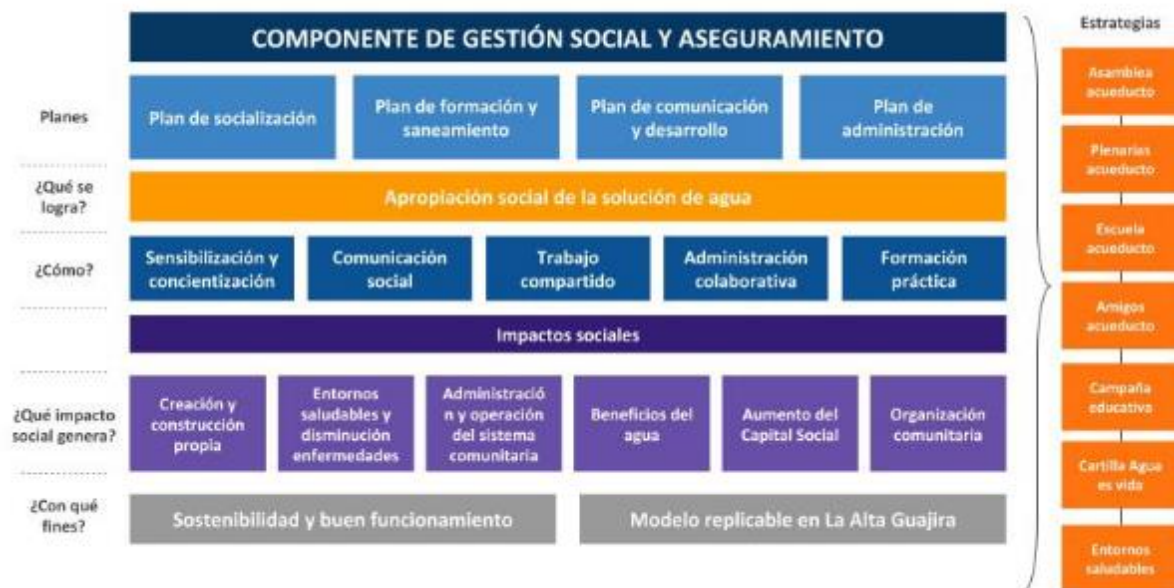 COMPONENTE DE GESTIÓN SOCIAL Y ASEGURAMIENTO
Planes
Plan de socialización
Plan de formación y
saneamiento
Plan de comunicación
y desarrollo
Plan de
administración
¿Qué se
logra?
Apropiación social de la solución de agua
¿Cómo?
Sensibilización y
concientización
Comunicación
social
Trabajo
compartido
Administración
colaborativa
Formación
práctica
Impactos sociales
¿Qué impacto
social genera?
Creación y
construcción
propia
Entornos
saludables y
disminución
enfermedades
Administració
n y operación
del sistema
comunitaria
Beneficios del
agua
Aumento del
Capital Social
Organización
comunitaria
¿Con qué
fines?
Sostenibilidad y buen funcionamiento
Modelo replicable en La Alta Guajira
Estrategias
Asamblea
acueducto
Plenarias
acueducto
Escuela
acueducto
Amigos
acueducto
Campaña
educativa
Cartilla Agua
es vida
Entornos
saludables